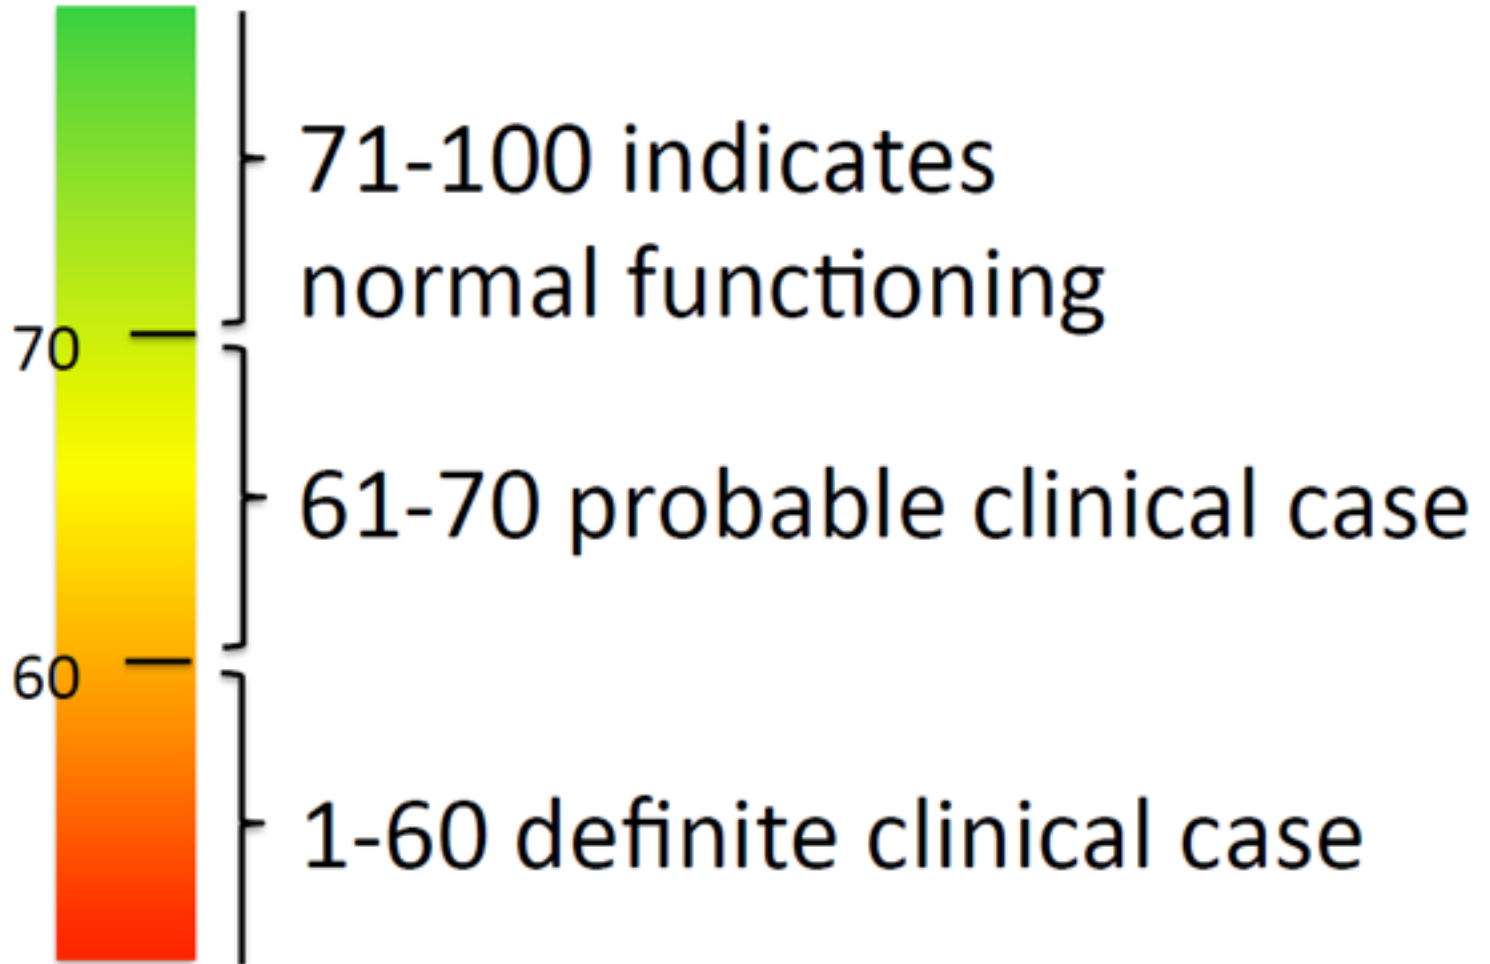 71-100 indicates
normal functioning
70
61-70 probable clinical case
60
1-60 definite clinical case